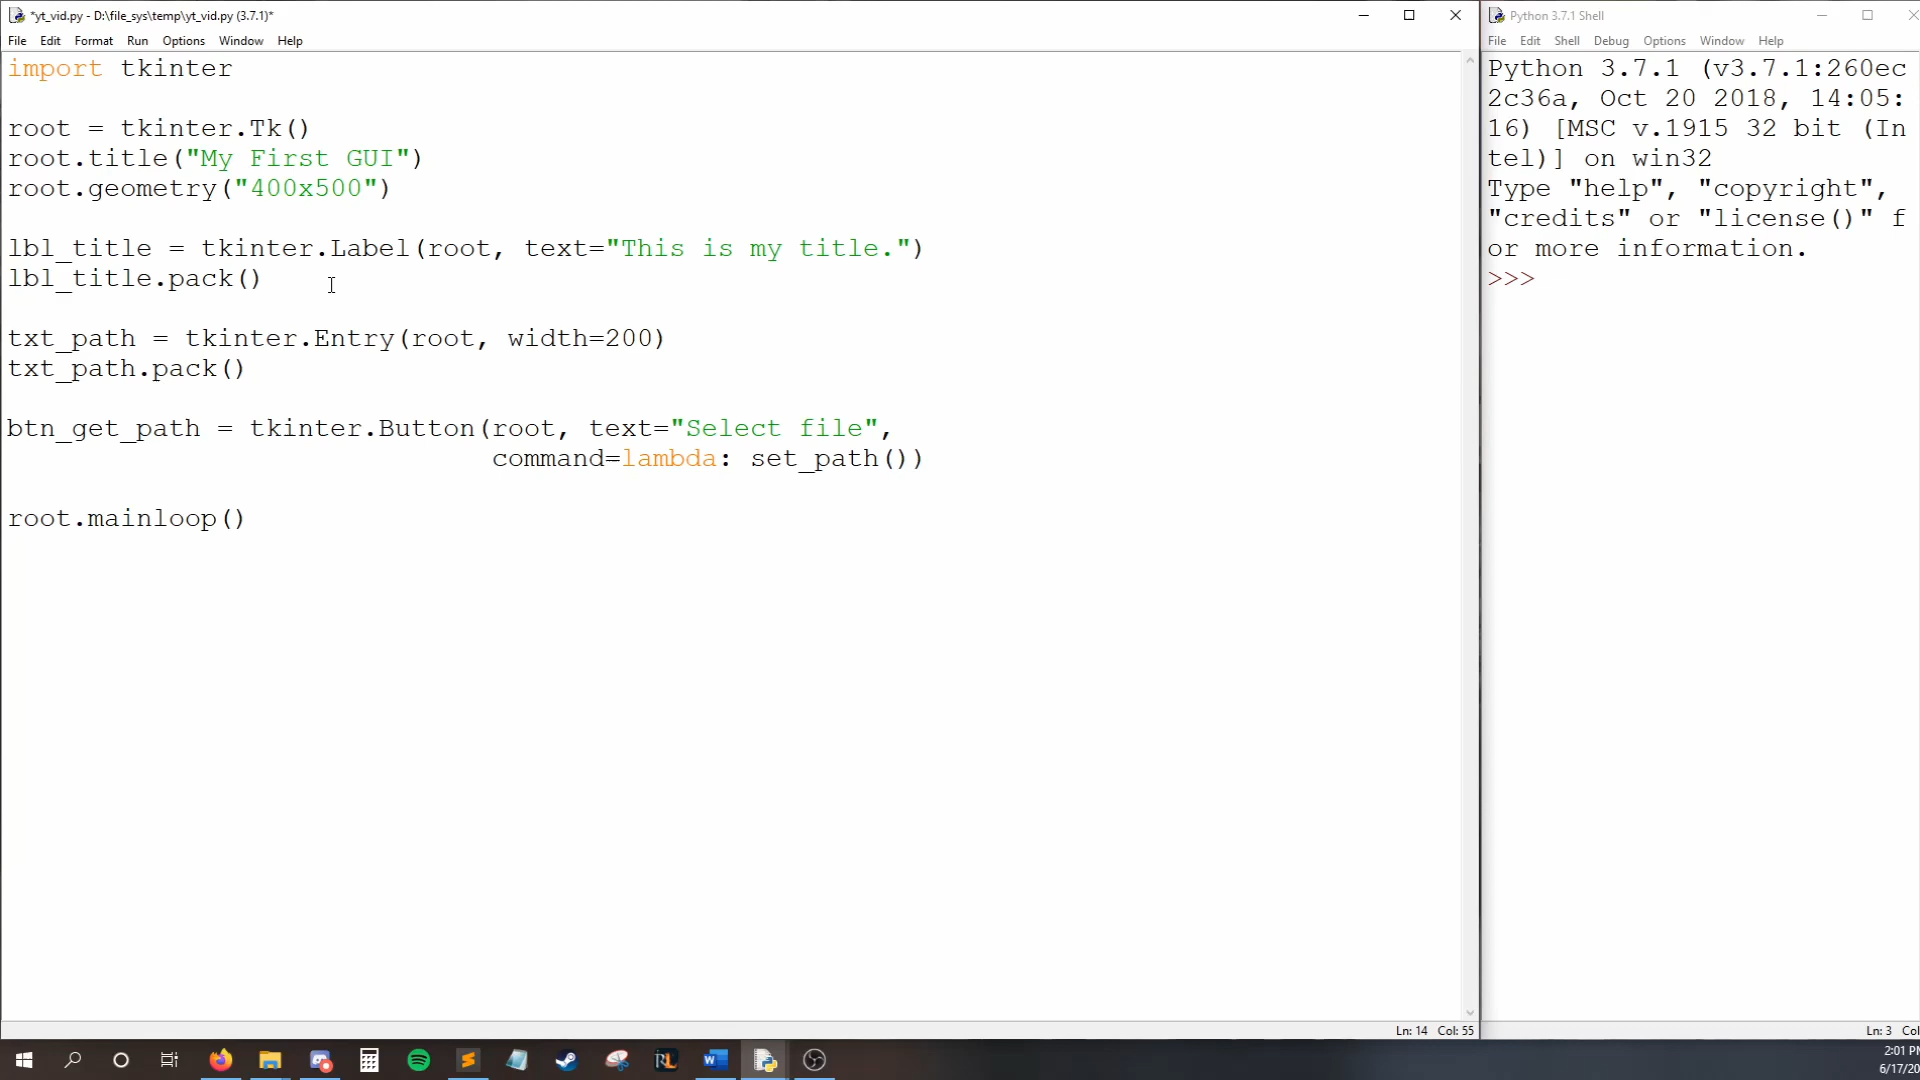 *yt_vid.py - D:\file_sys\temp\yt_vid.py (3.7.1)*
File Edit Format Run Options Window Help
import tkinter
root = tkinter.Tk()
root.title("My First GUI")
root.geometry("400x500")
lbl_title = tkinter.Label(root, text="This is my title.")
lbl_title.pack()
txt_path = tkinter.Entry(root, width=200)
txt_path.pack()
btn_get_path = tkinter.Button(root, text="Select file",
command=lambda: set_path())
root.mainloop()
Ln: 14 Col: 55
Python 3.7.1 Shell
File Edit Shell Debug Options Window Help
Python 3.7.1 (v3.7.1:260ec
2c36a, Oct 20 2018, 14:05:
16) [MSC v.1915 32 bit (In
tel)] on win32
Type "help", "copyright",
"credits" or "license()" f
or more information.
>>>
Ln: 3 Col
RL
W
2:01 PM
6/17/20